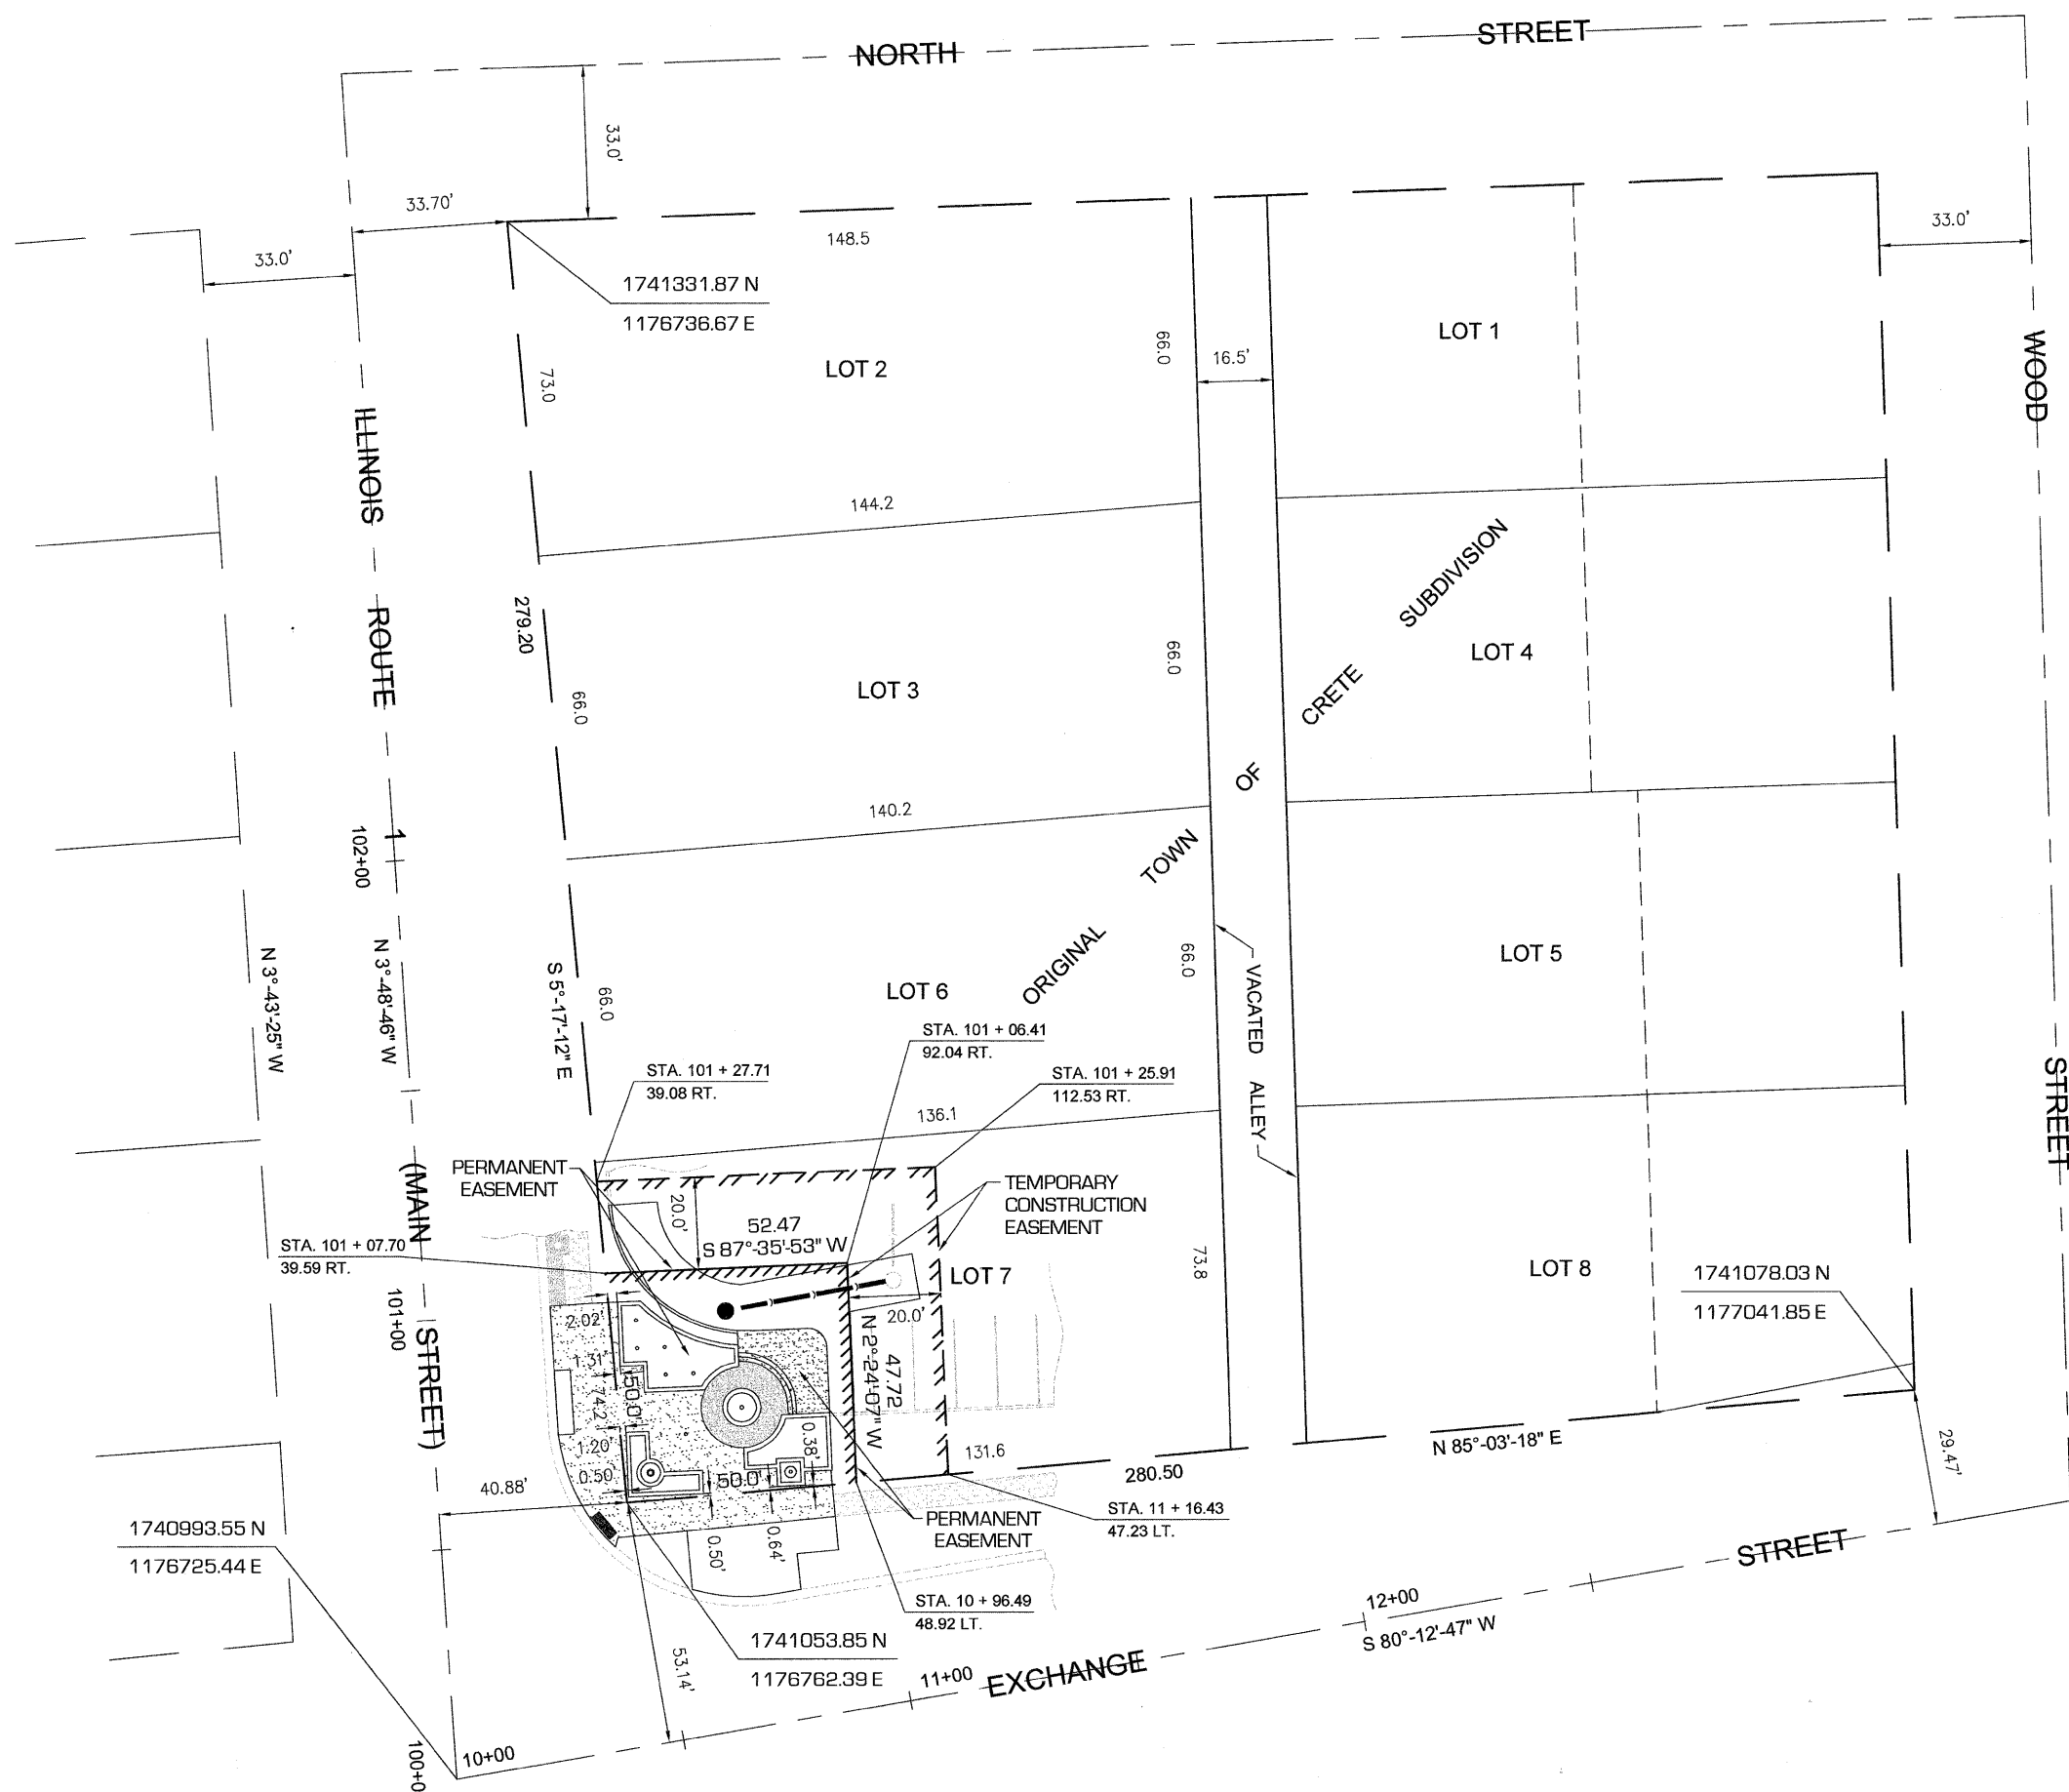 NORTH STREET
33.0'
33.70'
33.0'
148.5
33.0'
1741331.87 N
1176736.67 E
LOT 1
WOOD
66.0
16.5'
LOT 2
73.0
ILLINOIS
144.2
SUBDIVISION
279.20
ROUTE
LOT 4
66.0
LOT 3
66.0
CRETE
OF
140.2
1
102+00
TOWN
N 3°-43'-25" W
N 3°-48'-46" W
S 5°-17'-12" E
66.0
LOT 6
ORIGINAL
66.0
VACATED ALLEY
LOT 5
STA. 101 + 06.41
92.04 RT.
STA. 101 + 27.71
39.08 RT.
STA. 101 + 25.91
112.53 RT.
136.1
STREET
(MAIN
PERMANENT
EASEMENT
TEMPORARY
CONSTRUCTION
EASEMENT
20.0'
52.47
S 87°-35'-53" W
STA. 101 + 07.70
39.59 RT.
LOT 7
73.8
LOT 8
1741078.03 N
1177041.85 E
101+00
STREET)
2.02'
20.0'
1.31'
50.0'
74.2
47.72
N 2°-24'-07" W
1.20'
0.38'
0.50'
50.0'
131.6
280.50
N 85°-03'-18" E
29.47'
40.88'
STA. 11 + 16.43
47.23 LT.
PERMANENT
EASEMENT
0.50'
0.64'
1740993.55 N
1176725.44 E
STREET
STA. 10 + 96.49
48.92 LT.
12+00
S 80°-12'-47" W
1741053.85 N
1176762.39 E
53.14'
11+00
EXCHANGE
10+00
100+0